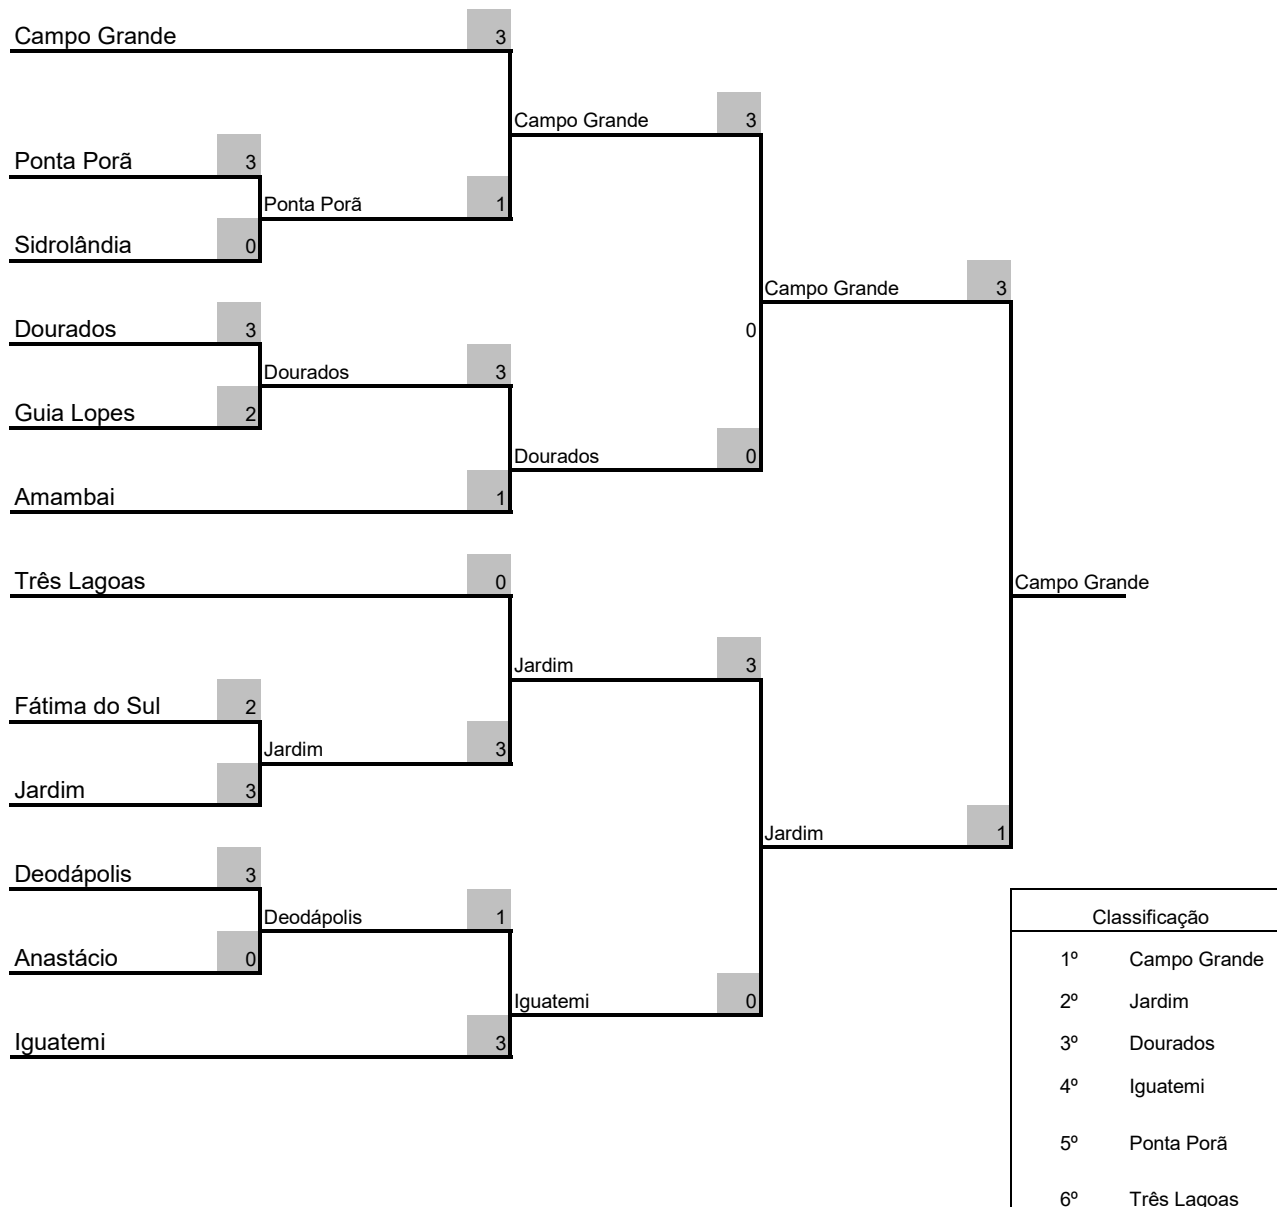 Campo Grande 3
Campo Grande 3
Ponta Porã 3
Ponta Porã 1
Sidrolândia 0
Campo Grande 3
Dourados 3
0
Dourados 3
Guia Lopes 2
Dourados 0
Amambai 1
Três Lagoas 0
Campo Grande
Jardim 3
Fátima do Sul 2
Jardim 3
Jardim 3
Jardim 1
Deodápolis 3
Deodápolis 1
Classificação
Anastácio 0
1º Campo Grande
Iguatemi 0
2º Jardim
Iguatemi 3
3º Dourados
4º Iguatemi
5º Ponta Porã
6º Três Lagoas